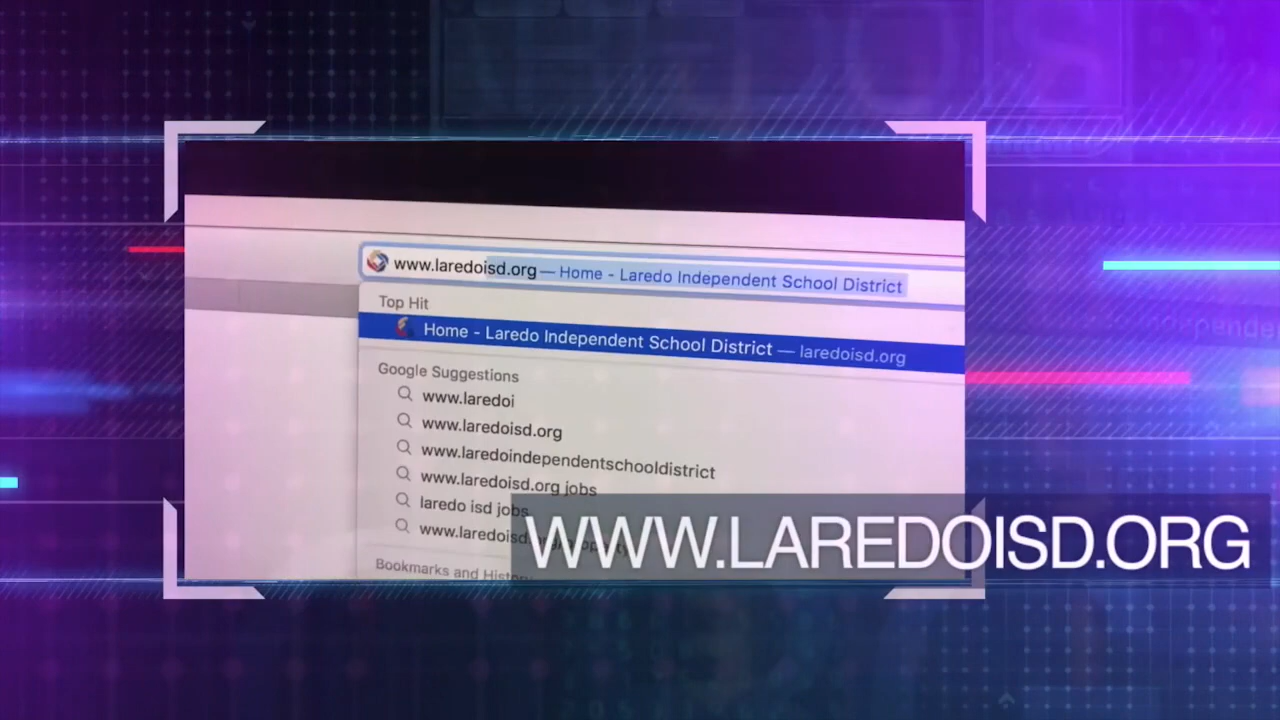 www.laredoisd.org — Home - Laredo Independent School District
Top Hit
Home - Laredo Independent School District — laredoisd.org
Google Suggestions
www.laredoi
www.laredoisd.org
www.laredoindependentschooldistrict
www.laredoisd.org jobs
laredo isd jobs
WWW.LAREDOISD.ORG
Bookmarks and History